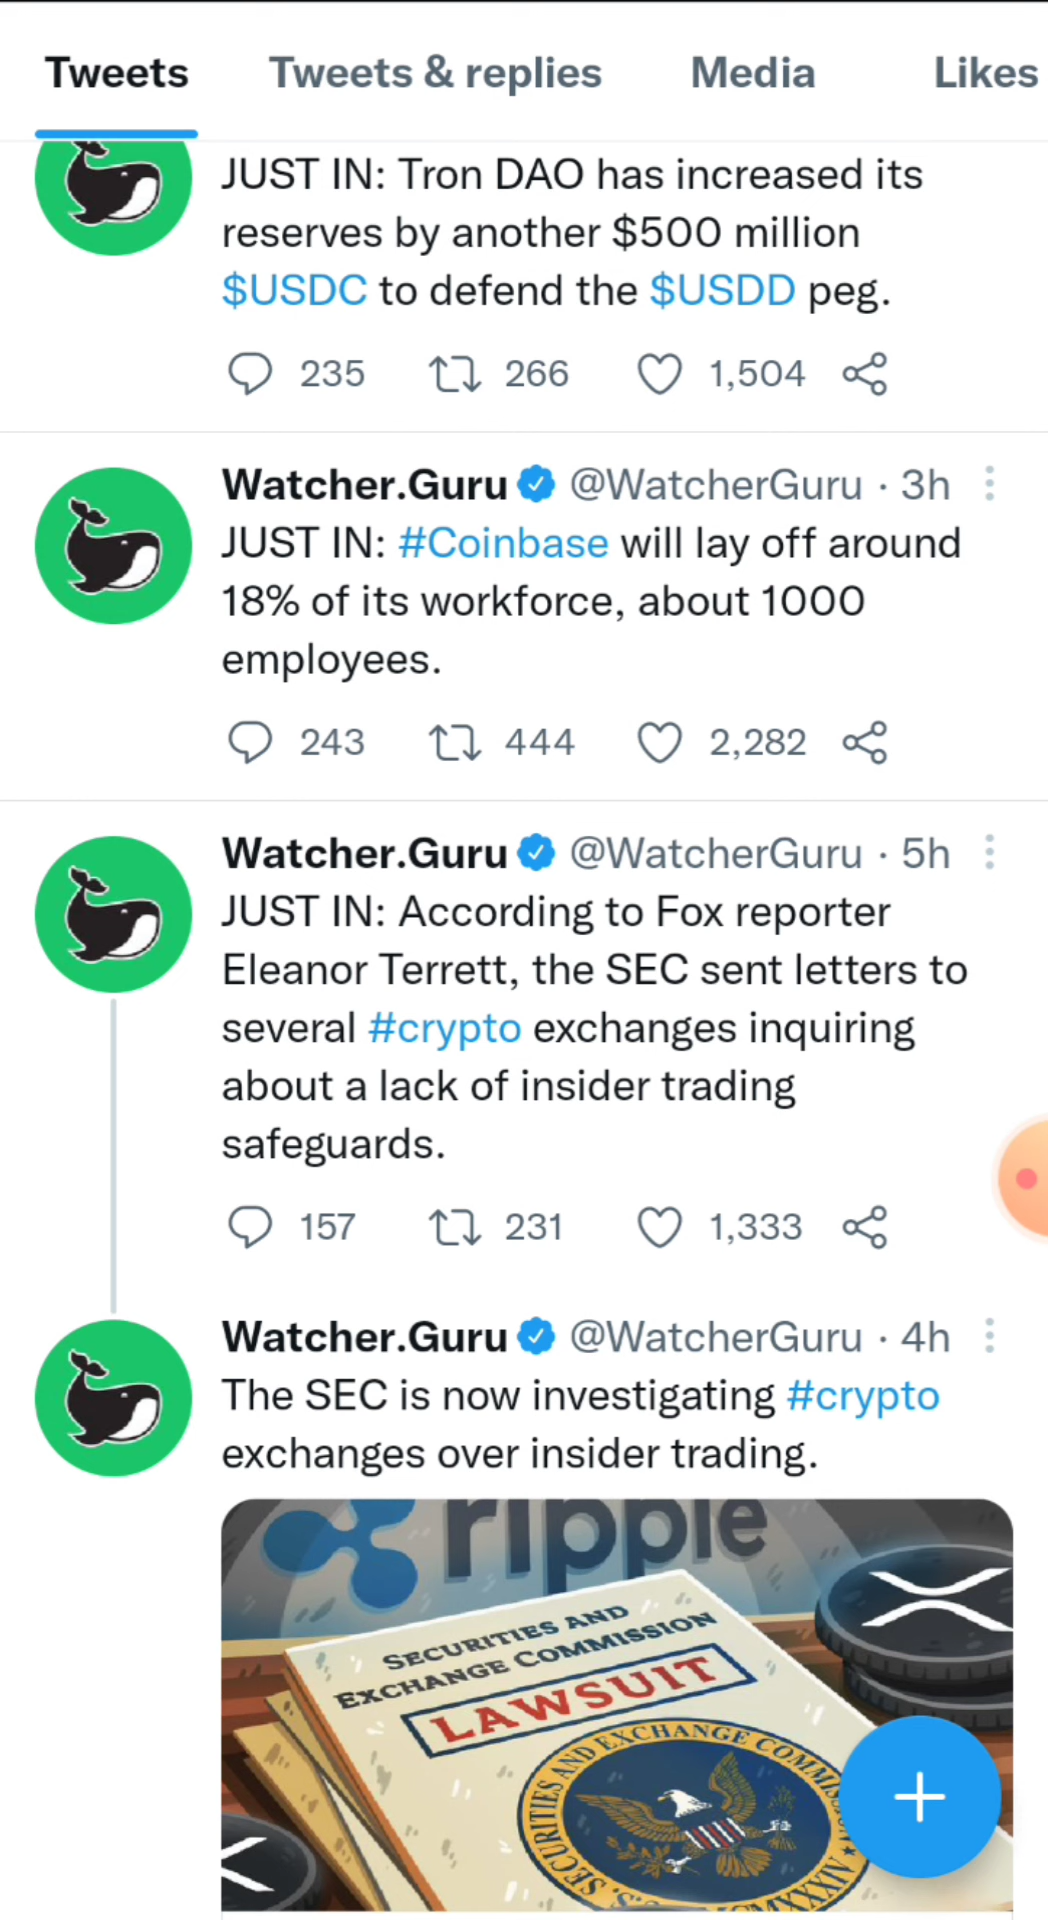 Tweets Tweets & replies Media Likes
JUST IN: Tron DAO has increased its
reserves by another $500 million
$USDC to defend the $USDD peg.
235 266 1,504
Watcher.Guru @WatcherGuru · 3h
JUST IN: #Coinbase will lay off around
18% of its workforce, about 1000
employees.
243 444 2,282
Watcher.Guru @WatcherGuru · 5h
JUST IN: According to Fox reporter
Eleanor Terrett, the SEC sent letters to
several #crypto exchanges inquiring
about a lack of insider trading
safeguards.
157 231 1,333
Watcher.Guru @WatcherGuru · 4h
The SEC is now investigating #crypto
exchanges over insider trading.
ripple
SECURITIES AND
EXCHANGE COMMISSION
LAWSUIT
SECURITIES AND EXCHANGE